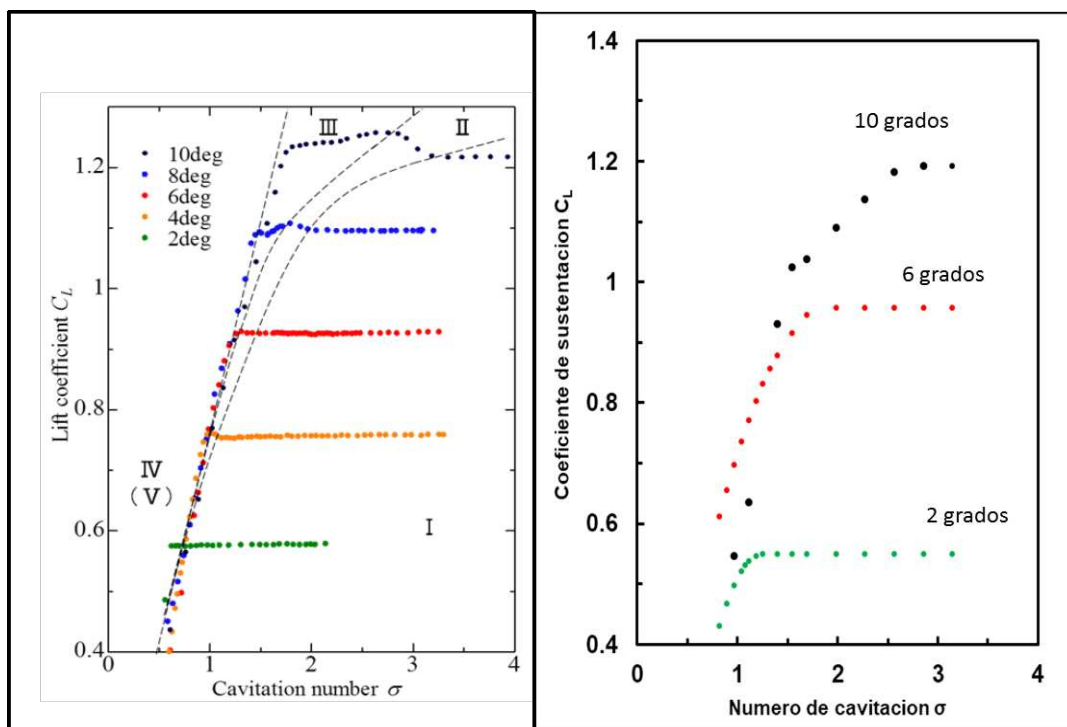 III
II
1.2
10deg
8deg
6deg
4deg
2deg
1
Lift coefficient C_L
0.8
IV
(V)
0.6
I
0.4
0
1
2
3
4
Cavitation number σ
1.4
10 grados
1.2
6 grados
1
0.8
2 grados
0.6
0.4
Coeficiente de sustentacion C_L
0
1
2
3
4
Numero de cavitacion σ